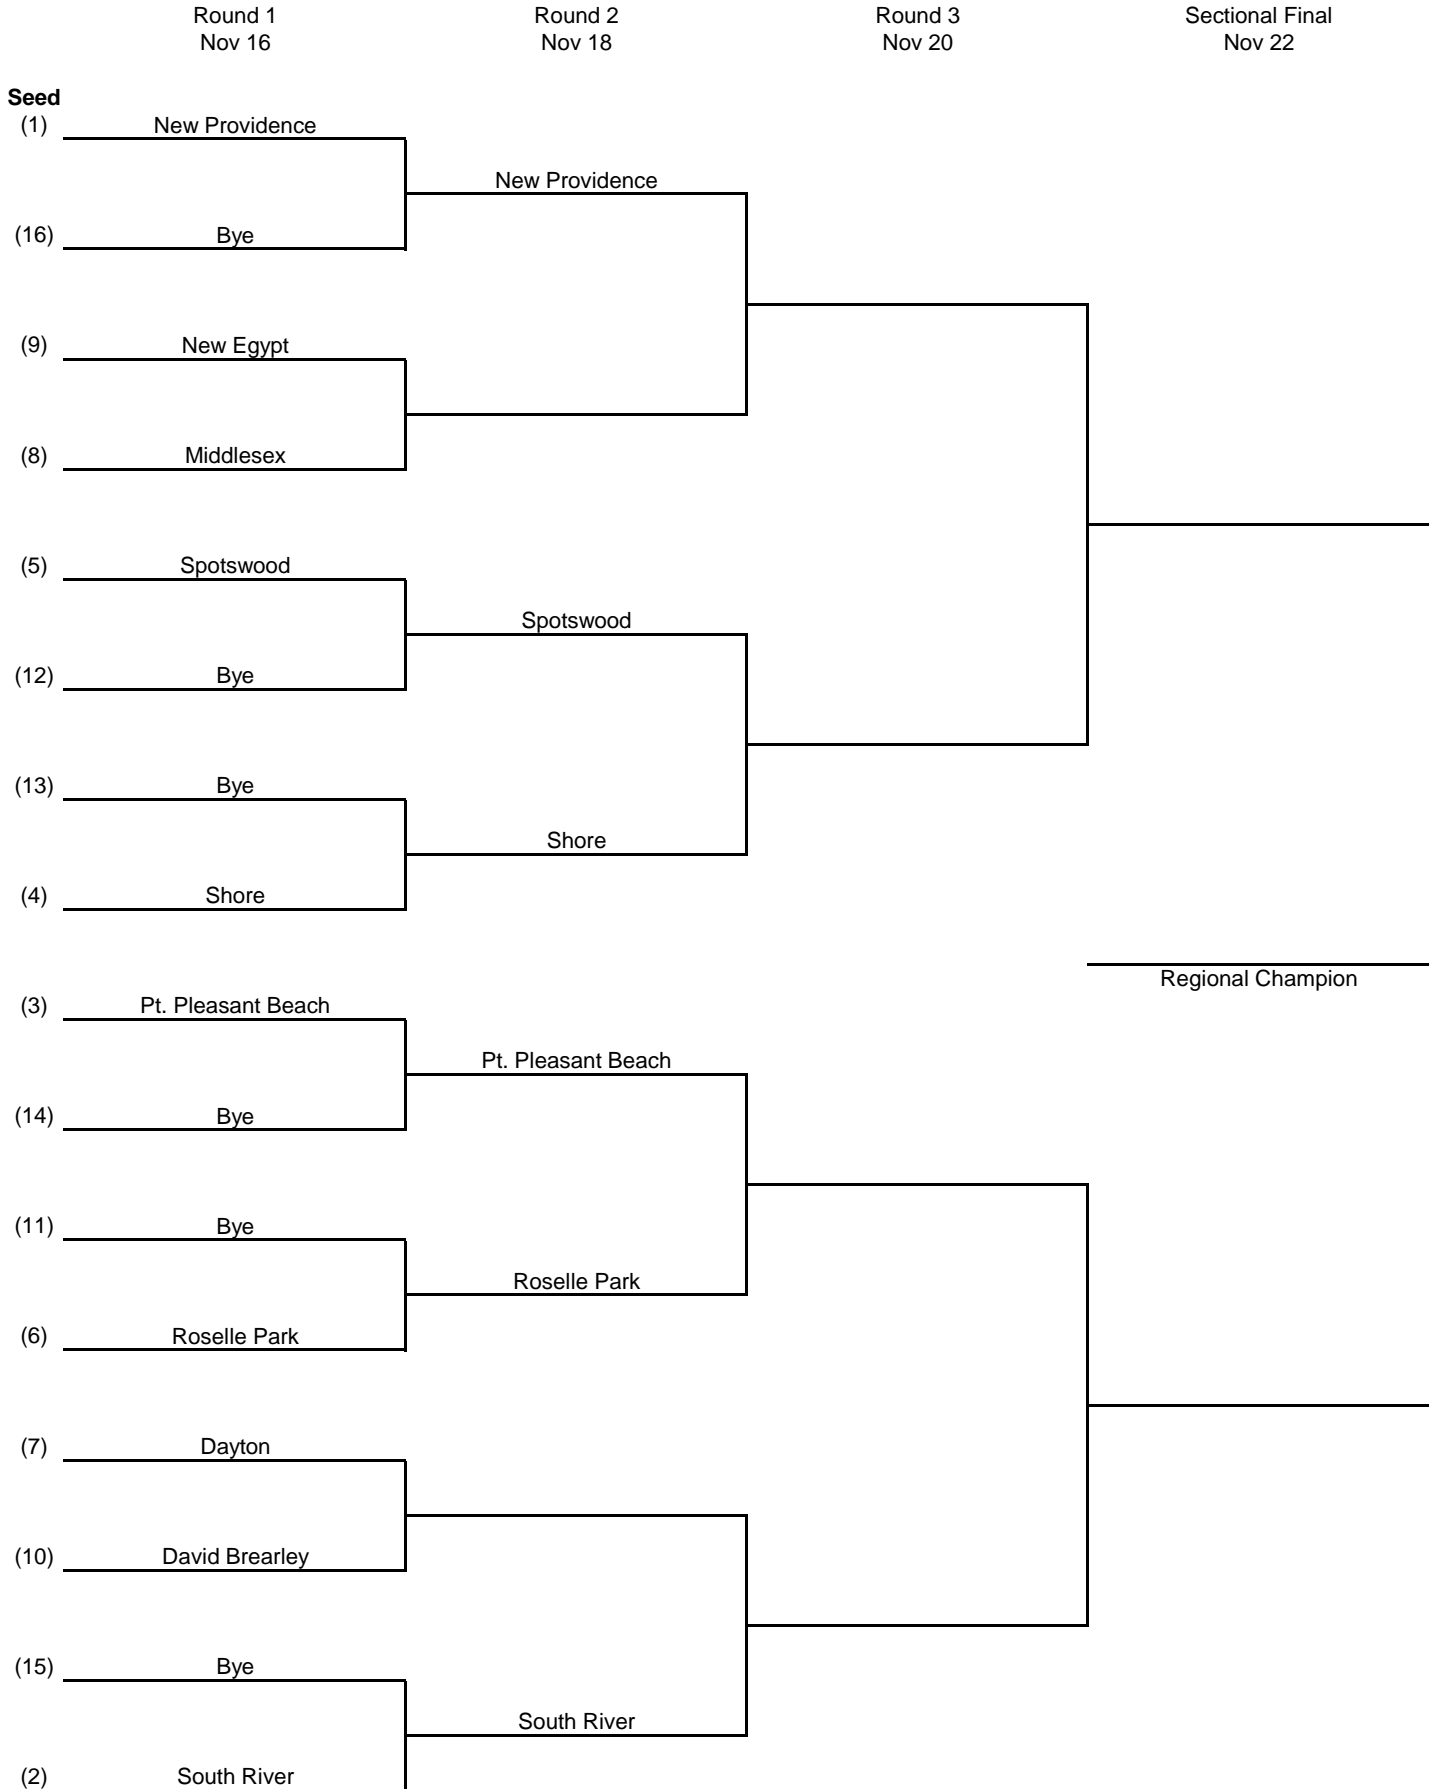 Round 1 Round 2 Round 3 Sectional Final
Nov 16 Nov 18 Nov 20 Nov 22
Seed
(1) New Providence
New Providence
(16) Bye
(9) New Egypt
(8) Middlesex
(5) Spotswood
Spotswood
(12) Bye
(13) Bye
Shore
(4) Shore
Regional Champion
(3) Pt. Pleasant Beach
Pt. Pleasant Beach
(14) Bye
(11) Bye
Roselle Park
(6) Roselle Park
(7) Dayton
(10) David Brearley
(15) Bye
South River
(2) South River